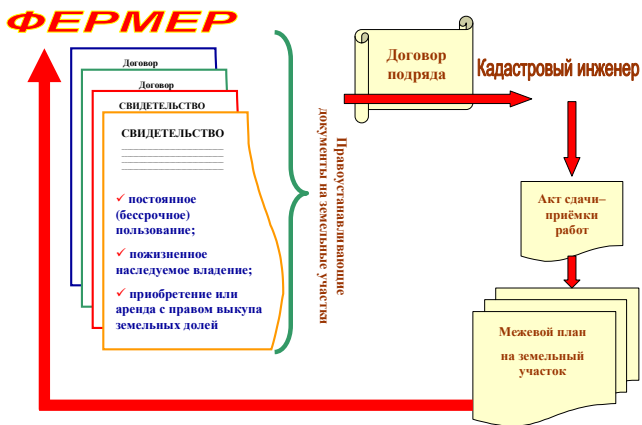 ФЕРМЕР
Договор
Договор
СВИДЕТЕЛЬСТВО
СВИДЕТЕЛЬСТВО
✓ постоянное
(бессрочное)
пользование;
✓ пожизненное
наследуемое владение;
✓ приобретение или
аренда с правом выкупа
земельных долей
Правоустанавливающие
документы на земельные участки
Договор
подряда
Кадастровый инженер
Акт сдачи–
приёмки
работ
Межевой план
на земельный
участок